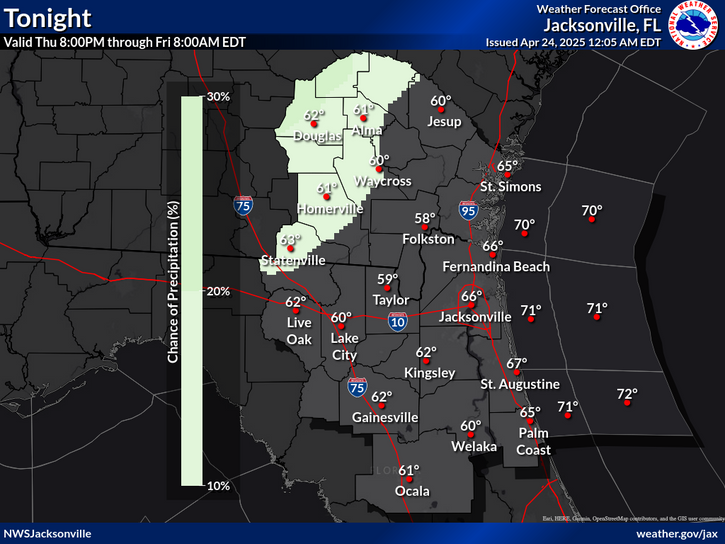 Tonight
Valid Thu 8:00PM through Fri 8:00AM EDT
Weather Forecast Office
Jacksonville, FL
Issued Apr 24, 2025 12:05 AM EDT
NATIONAL WEATHER SERVICE
30%
20%
10%
Chance of Precipitation (%)
62°
Douglas
61°
Alma
60°
Jesup
60°
Waycross
65°
St. Simons
61°
Homerville
75
95
58°
Folkston
70°
70°
63°
Statenville
66°
Fernandina Beach
59°
Taylor
62°
Live
Oak
60°
Lake
City
10
66°
Jacksonville
71°
71°
62°
Kingsley
67°
St. Augustine
75
62°
Gainesville
60°
Welaka
65°
Palm
Coast
71°
72°
61°
Ocala
Esri, HERE, Garmin, OpenStreetMap contributors, and the GIS user community
NWSJacksonville
weather.gov/jax